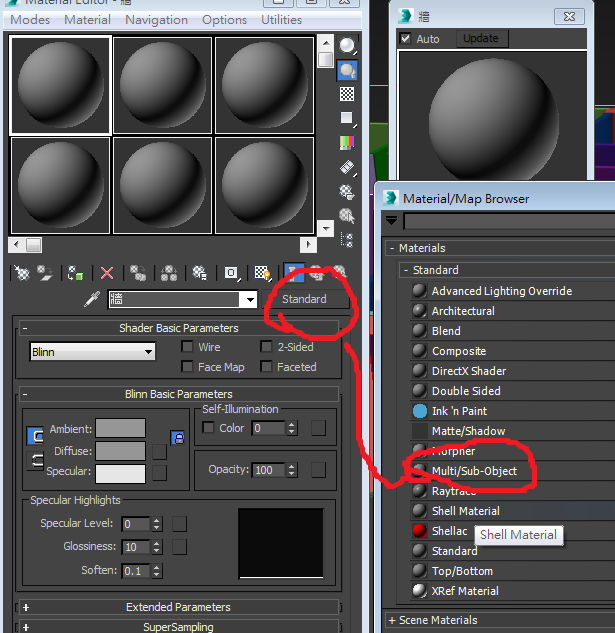 Material Editor - 牆
Modes Material Navigation Options Utilities
牆
Standard
Shader Basic Parameters
Blinn
Wire
2-Sided
Face Map
Faceted
Blinn Basic Parameters
Ambient:
Diffuse:
Specular:
Self-Illumination
Color 0
Opacity: 100
Specular Highlights
Specular Level: 0
Glossiness: 10
Soften: 0.1
+ Extended Parameters
+ SuperSampling
牆
Auto
Update
Material/Map Browser
- Materials
- Standard
Advanced Lighting Override
Architectural
Blend
Composite
DirectX Shader
Double Sided
Ink 'n Paint
Matte/Shadow
Morpher
Multi/Sub-Object
Raytrace
Shell Material
Shellac
Shell Material
Standard
Top/Bottom
XRef Material
+ Scene Materials